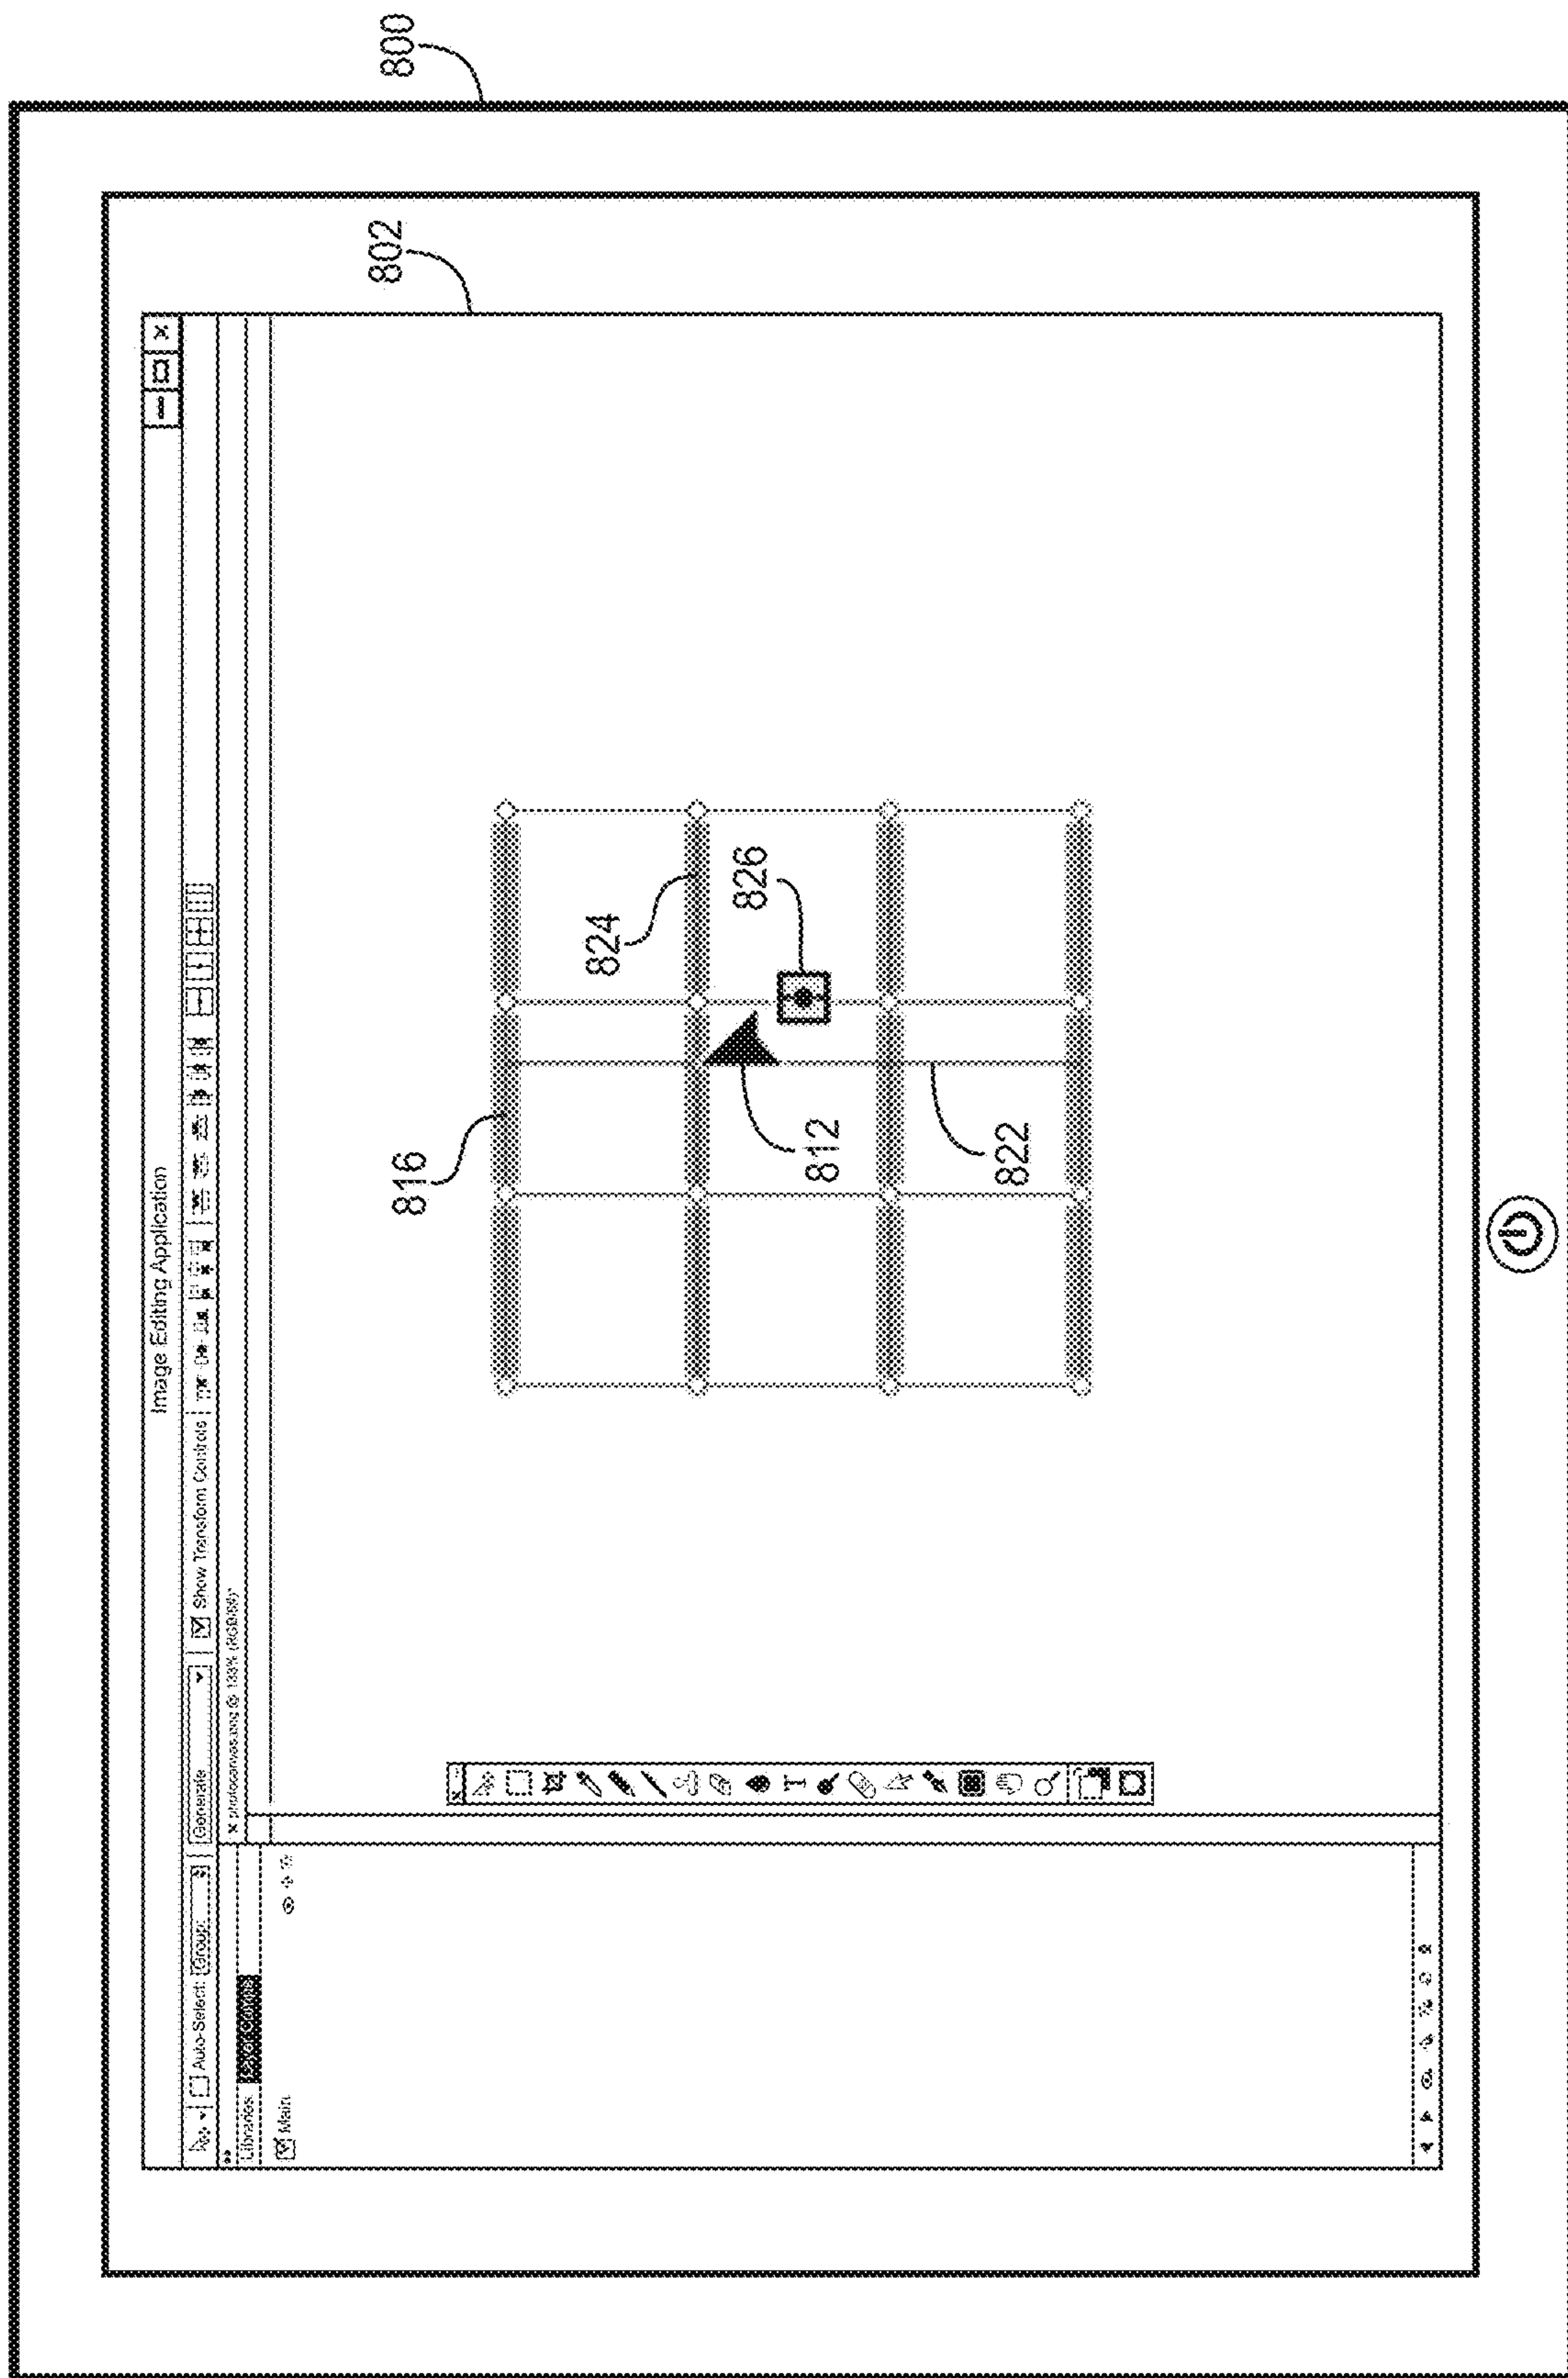 800
802
Image Editing Application
Auto-Select:
Group
Generate
Show Transform Controls
Libraries
Main
816
824
826
812
822
T